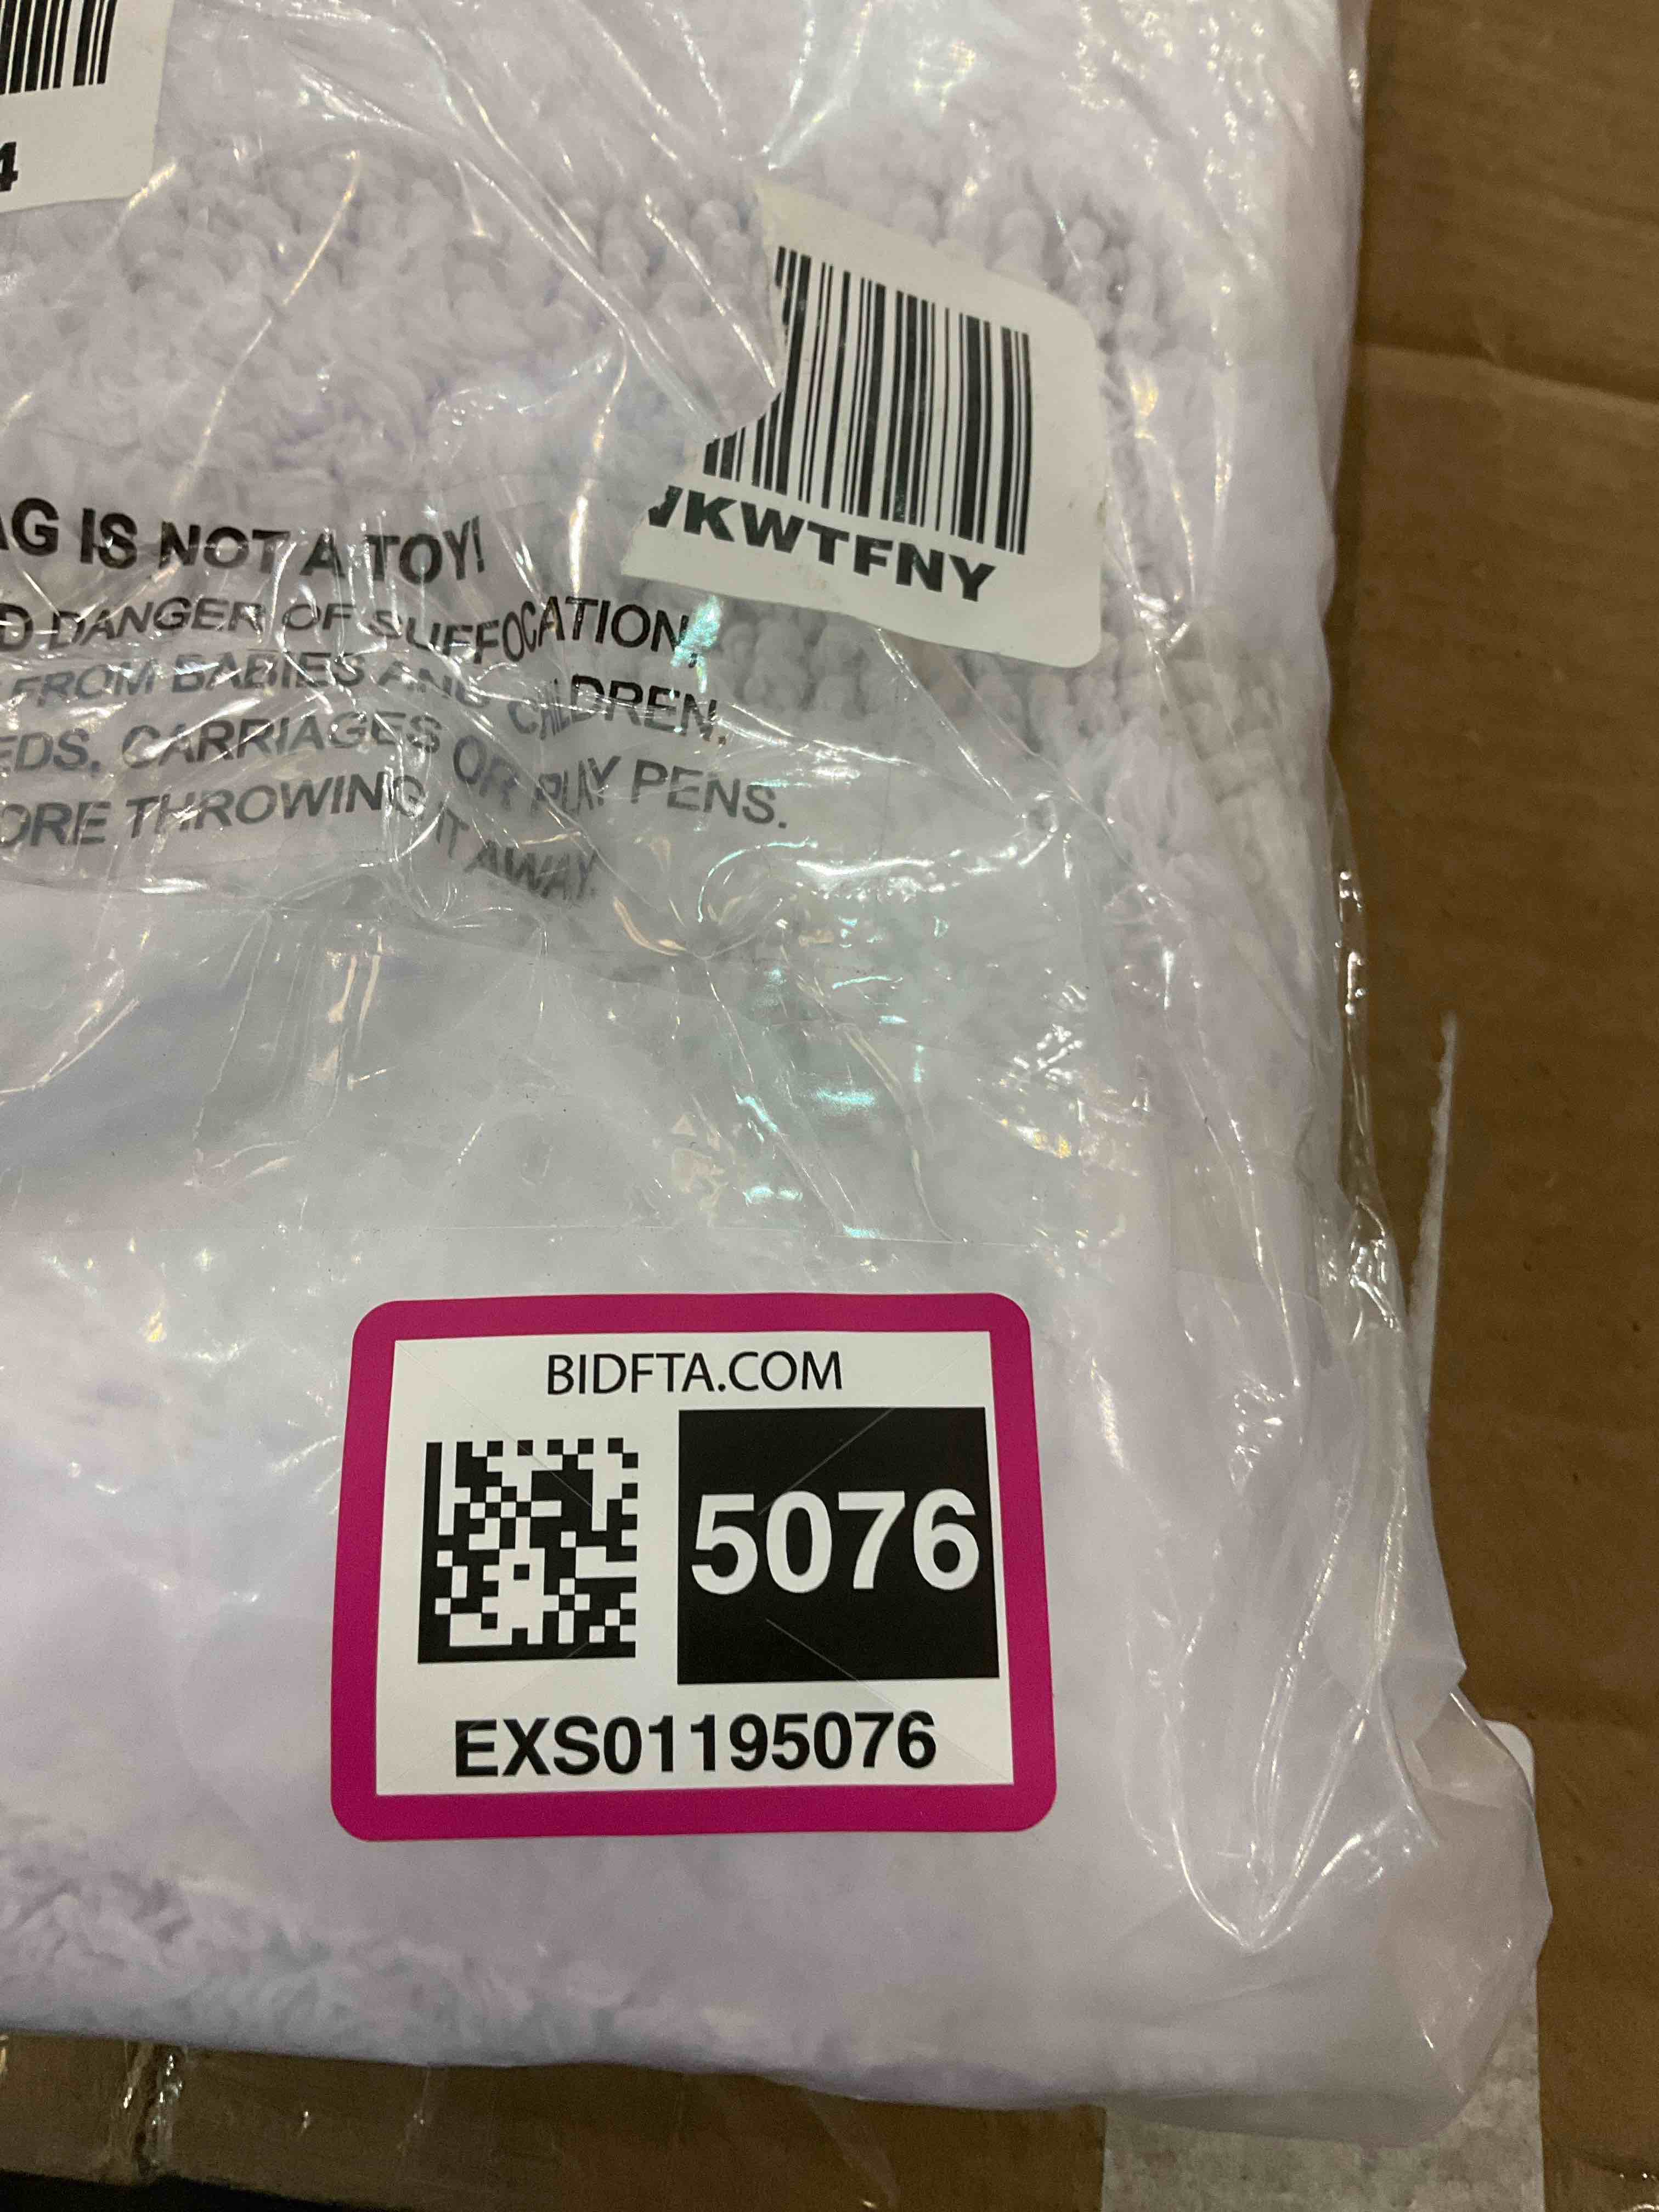 4
AG IS NOT A TOY!
D DANGER OF SUFFOCATION,
FROM BABIES AND CHILDREN.
EDS, CARRIAGES OR PLAY PENS.
ORE THROWING IT AWAY.
KWTFNY
BIDFTA.COM
5076
EXS01195076